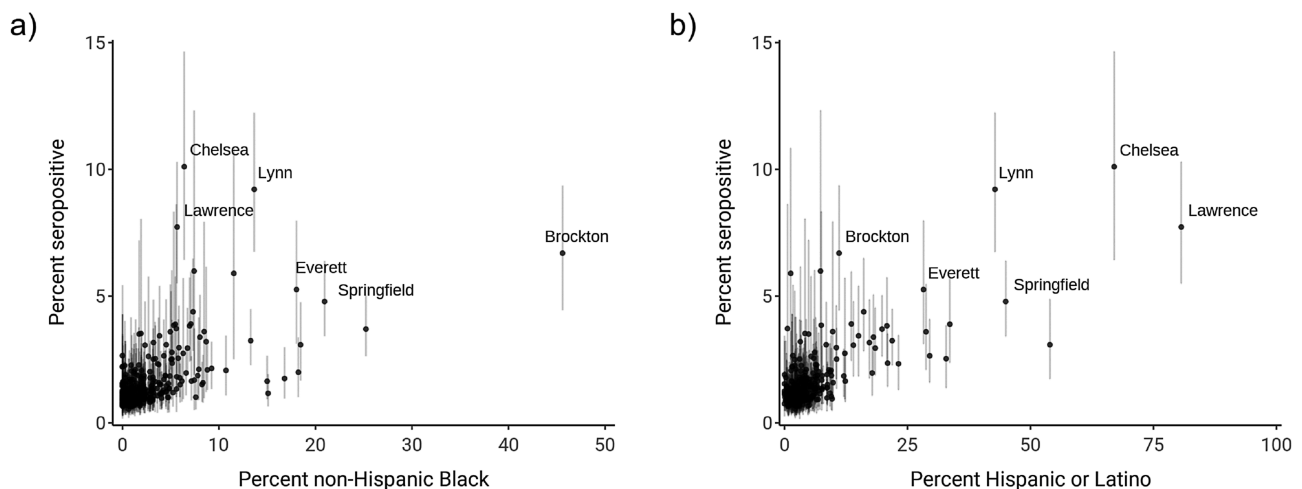 a)
15
10
5
0
Percent seropositive
Chelsea
Lynn
Lawrence
Brockton
Everett
Springfield
0 10 20 30 40 50
Percent non-Hispanic Black
b)
15
10
5
0
Percent seropositive
Chelsea
Lynn
Lawrence
Brockton
Everett
Springfield
0 25 50 75 100
Percent Hispanic or Latino